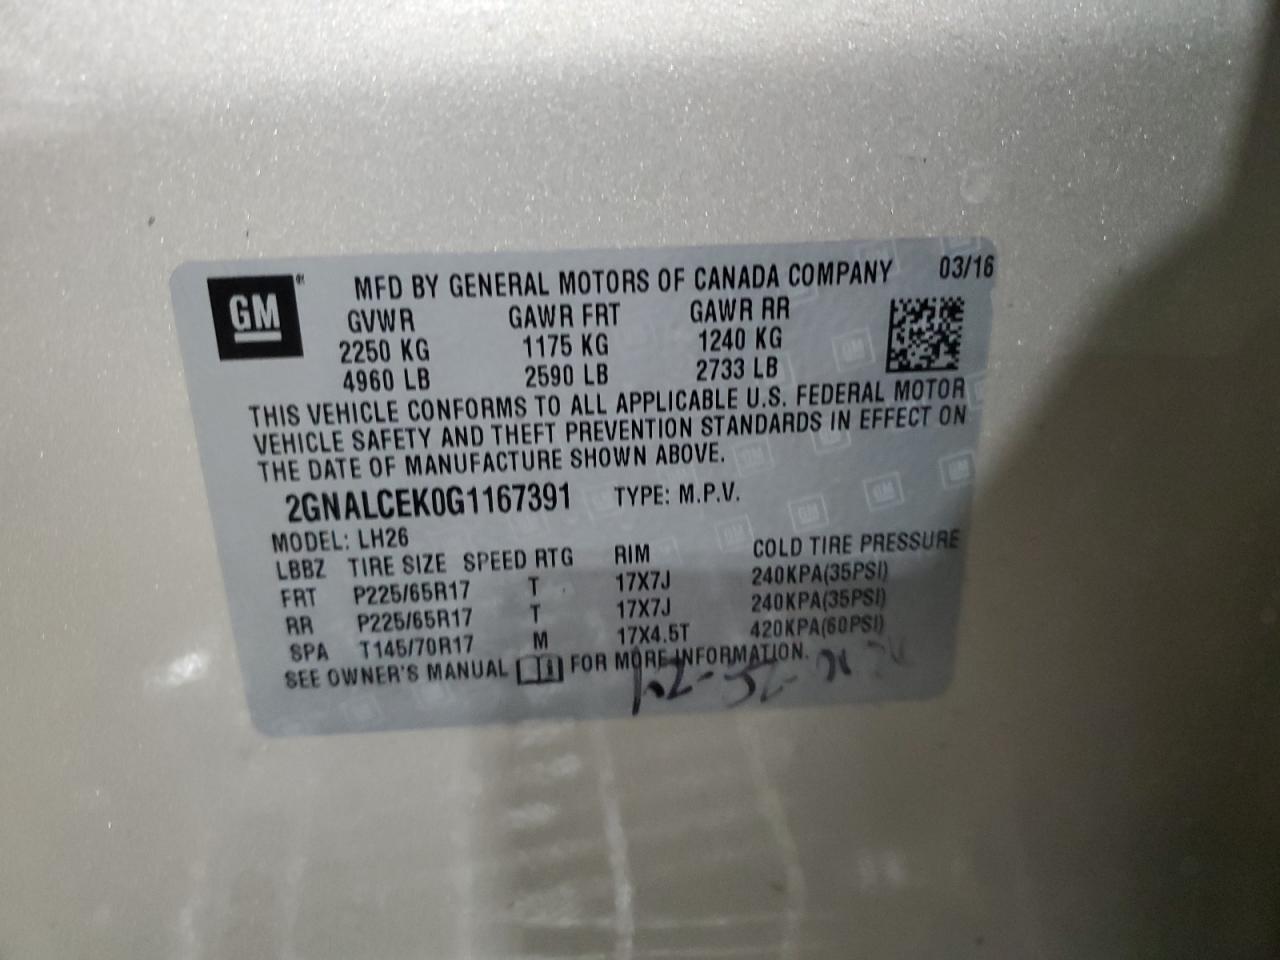 GM
MFD BY GENERAL MOTORS OF CANADA COMPANY 03/16
GVWR GAWR FRT GAWR RR
2250 KG 1175 KG 1240 KG
4960 LB 2590 LB 2733 LB
THIS VEHICLE CONFORMS TO ALL APPLICABLE U.S. FEDERAL MOTOR
VEHICLE SAFETY AND THEFT PREVENTION STANDARDS IN EFFECT ON
THE DATE OF MANUFACTURE SHOWN ABOVE.
2GNALCEK0G1167391 TYPE: M.P.V.
MODEL: LH26
LBBZ TIRE SIZE SPEED RTG RIM COLD TIRE PRESSURE
FRT P225/65R17 T 17X7J 240KPA(35PSI)
RR P225/65R17 T 17X7J 240KPA(35PSI)
SPA T145/70R17 M 17X4.5T 420KPA(60PSI)
SEE OWNER'S MANUAL FOR MORE INFORMATION.